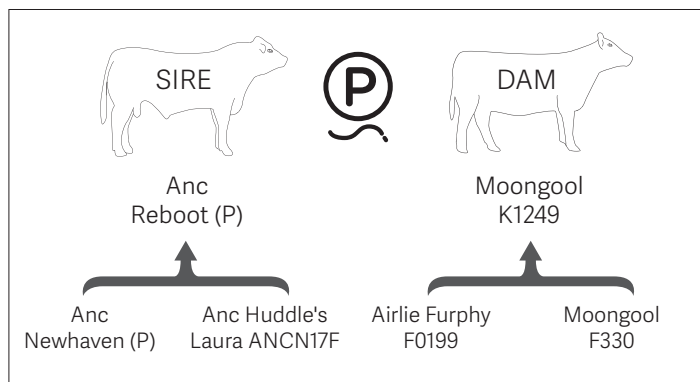 SIRE
P
DAM
Anc
Reboot (P)
Moongool
K1249
Anc
Newhaven (P)
Anc Huddle's
Laura ANCN17F
Airlie Furphy
F0199
Moongool
F330